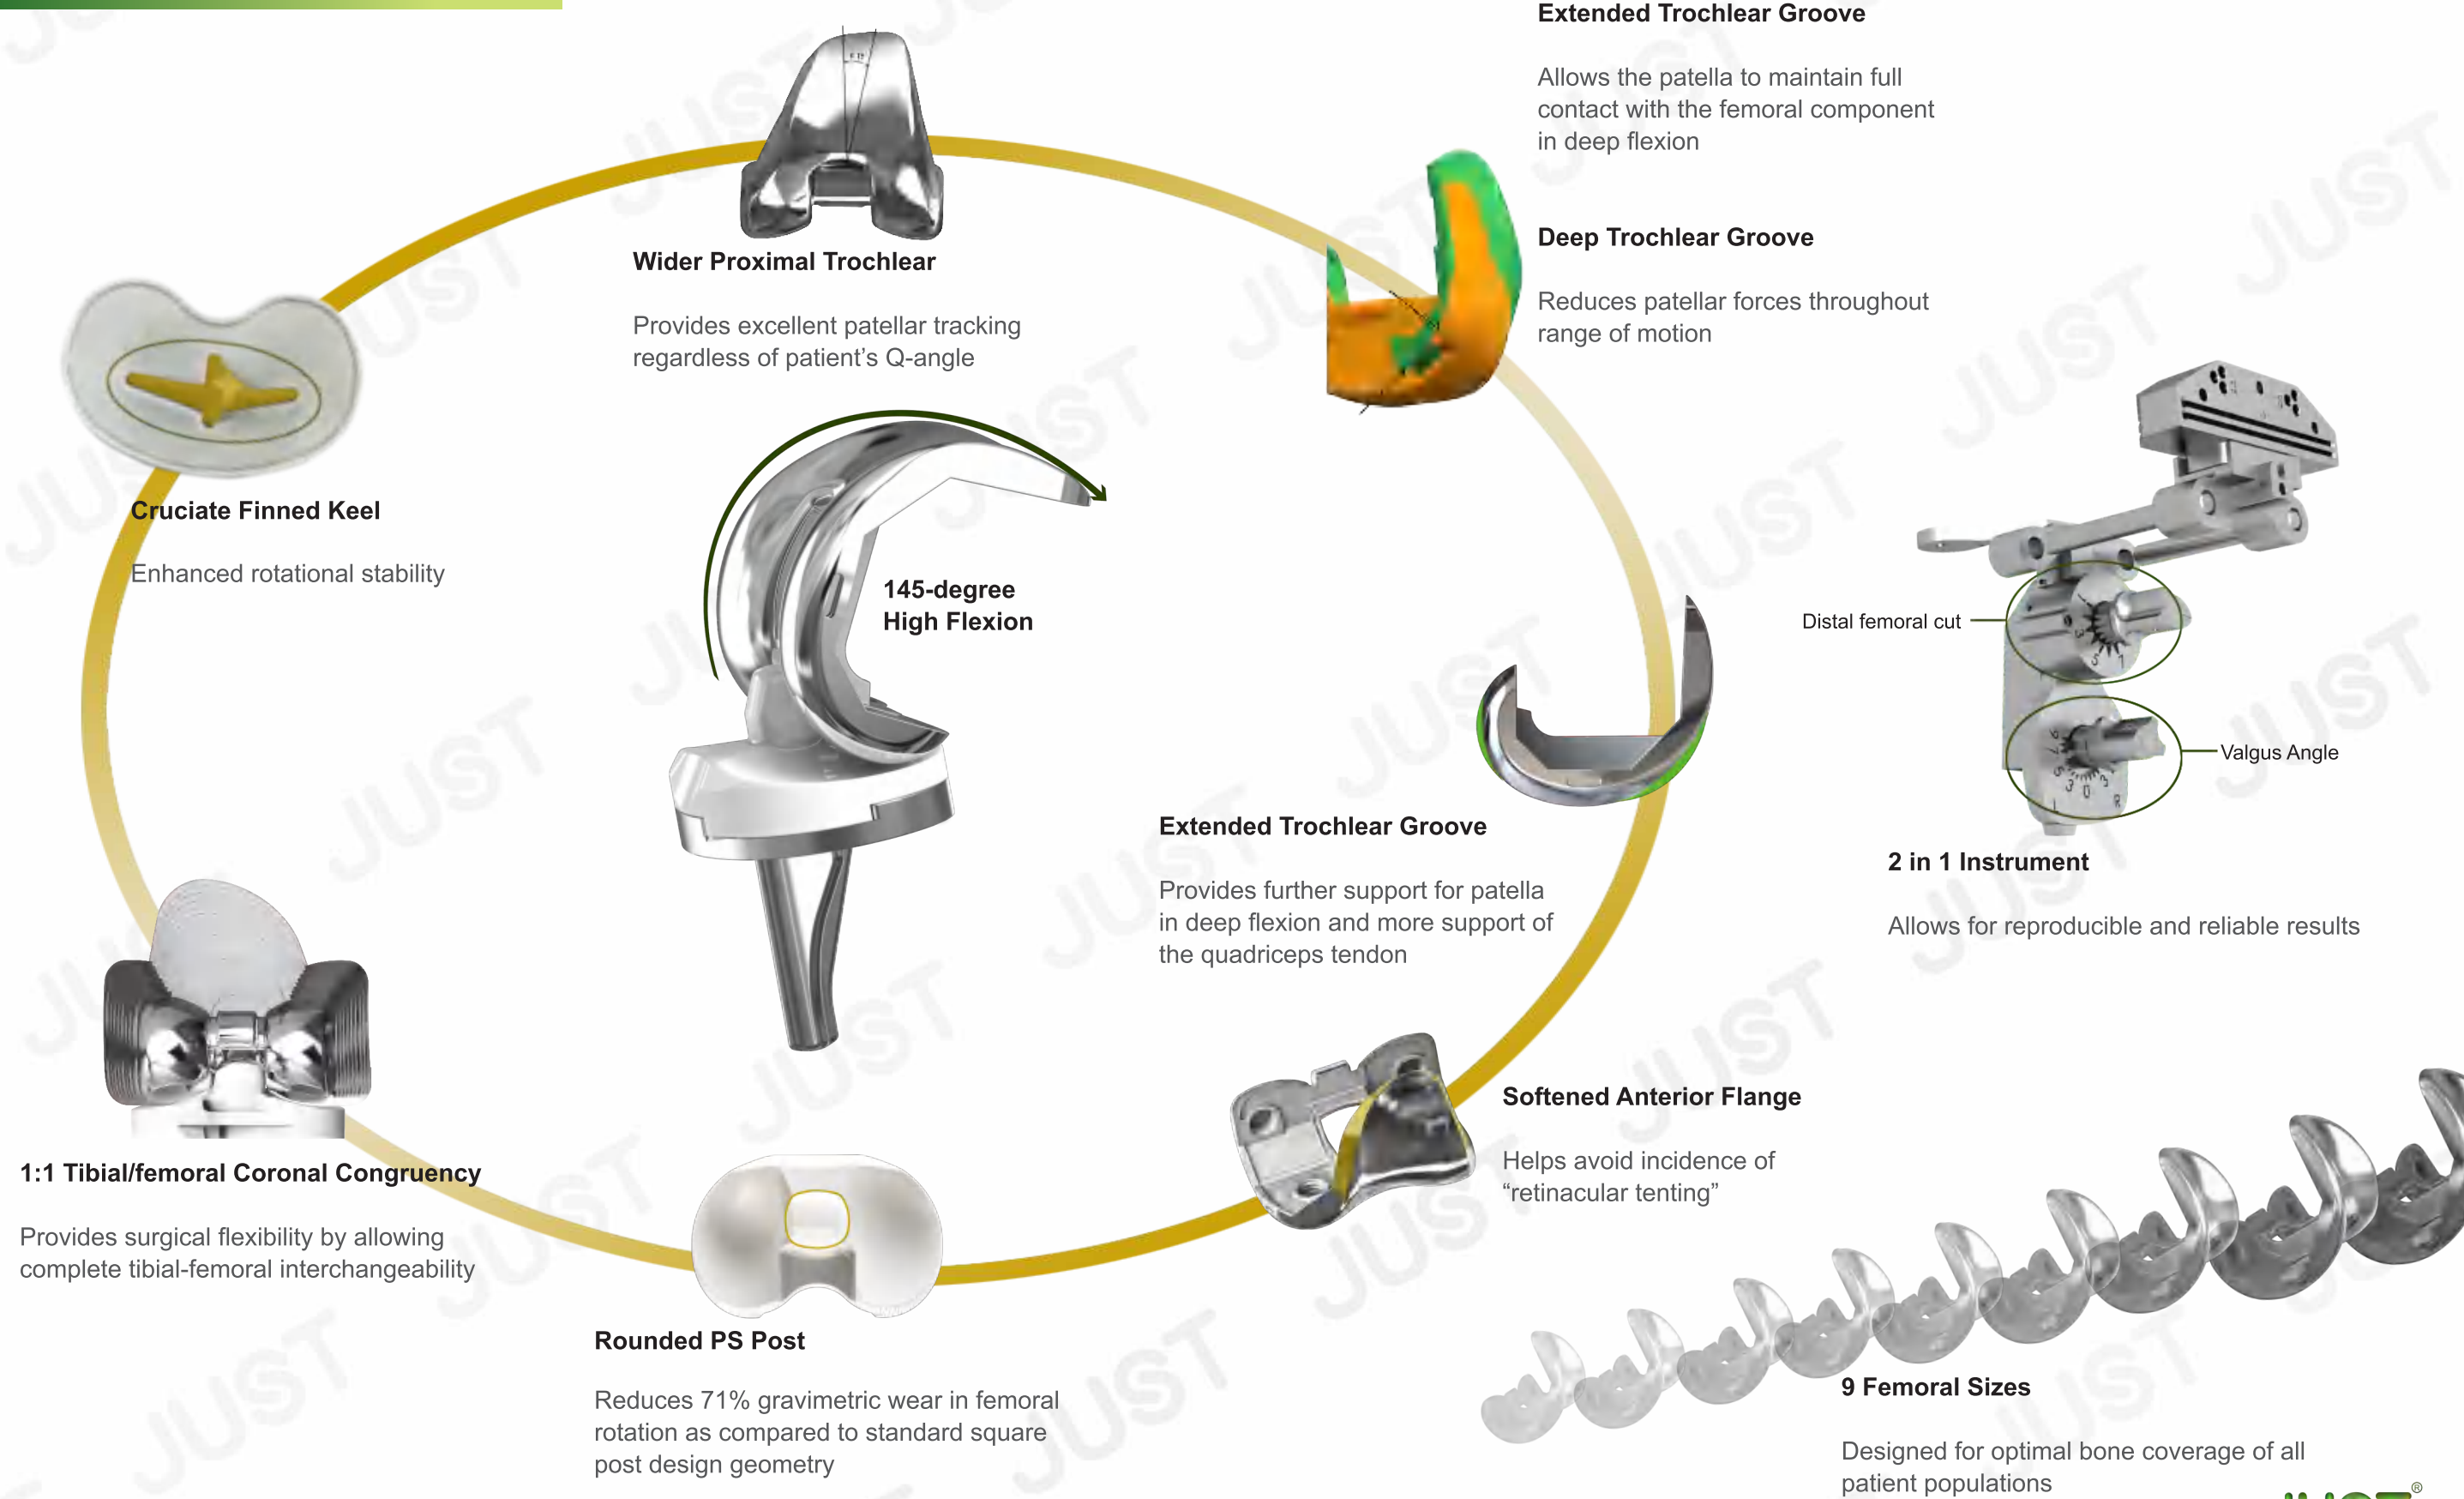 Extended Trochlear Groove
Allows the patella to maintain full
contact with the femoral component
in deep flexion
Deep Trochlear Groove
Reduces patellar forces throughout
range of motion
Wider Proximal Trochlear
Provides excellent patellar tracking
regardless of patient’s Q-angle
Cruciate Finned Keel
Enhanced rotational stability
145-degree
High Flexion
Distal femoral cut
Valgus Angle
2 in 1 Instrument
Allows for reproducible and reliable results
Extended Trochlear Groove
Provides further support for patella
in deep flexion and more support of
the quadriceps tendon
Softened Anterior Flange
Helps avoid incidence of
“retinacular tenting”
1:1 Tibial/femoral Coronal Congruency
Provides surgical flexibility by allowing
complete tibial-femoral interchangeability
Rounded PS Post
Reduces 71% gravimetric wear in femoral
rotation as compared to standard square
post design geometry
9 Femoral Sizes
Designed for optimal bone coverage of all
patient populations
JUST